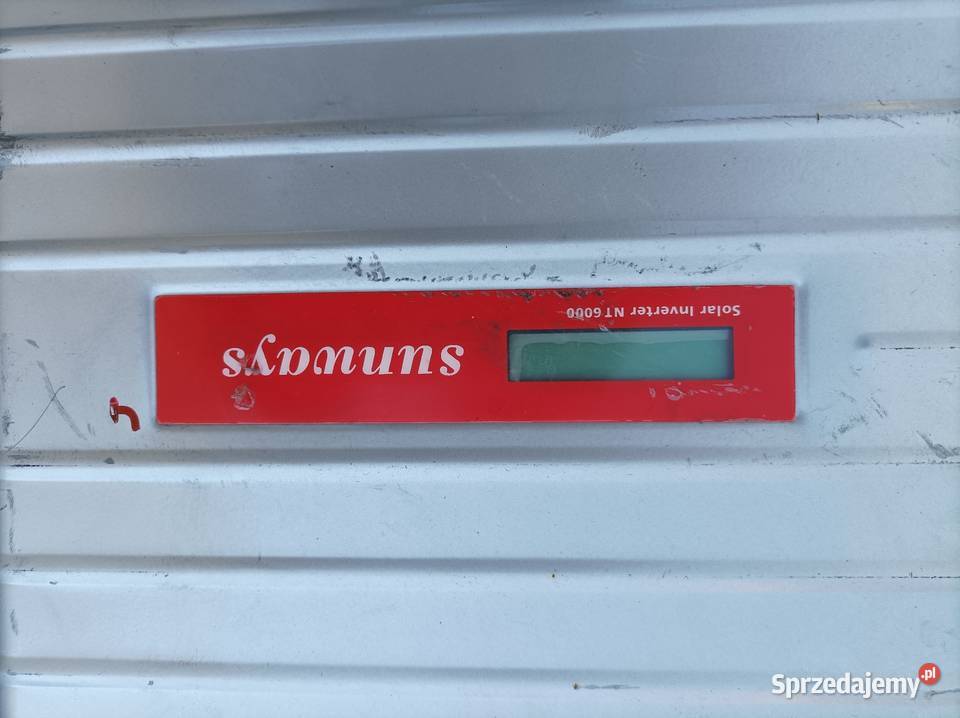 Solar Inverter NT 6000
sunways
Sprzedajemy.pl